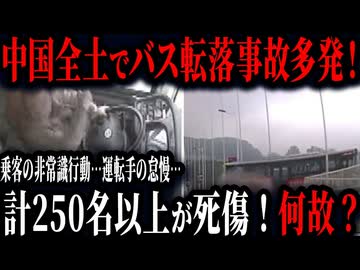 中国全土でバス転落事故多発!
乗客の非常識行動…運転手の怠慢…
計250名以上が死傷!何故?